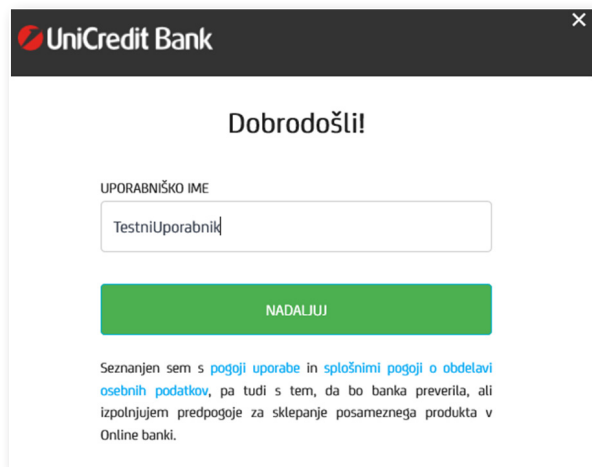 UniCredit Bank
Dobrodošli!
UPORABNIŠKO IME
TestniUporabnik
NADALJUJ
Seznanjen sem s pogoji uporabe in splošnimi pogoji o obdelavi
osebnih podatkov, pa tudi s tem, da bo banka preverila, ali
izpolnjujem predpogoje za sklepanje posameznega produkta v
Online banki.